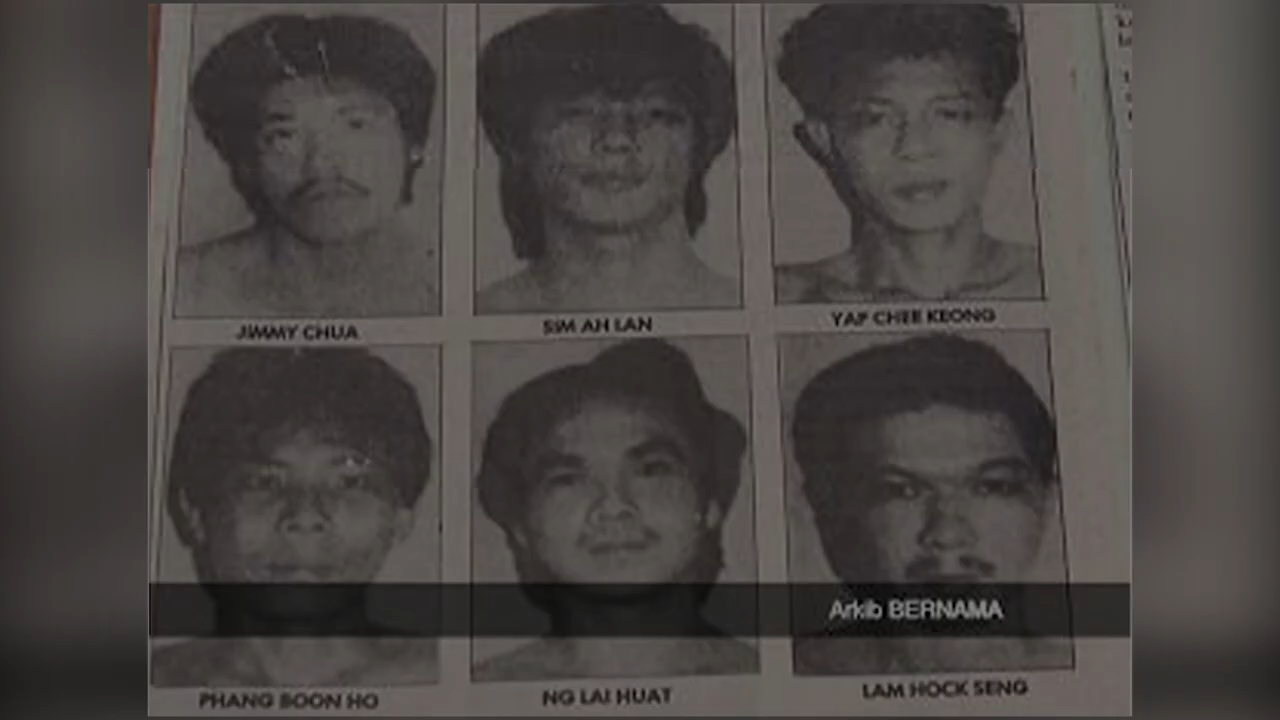 JIMMY CHUA
SIM AH LAN
YAP CHEE KEONG
Arkib BERNAMA
PHANG BOON HO
NG LAI HUAT
LAM HOCK SENG